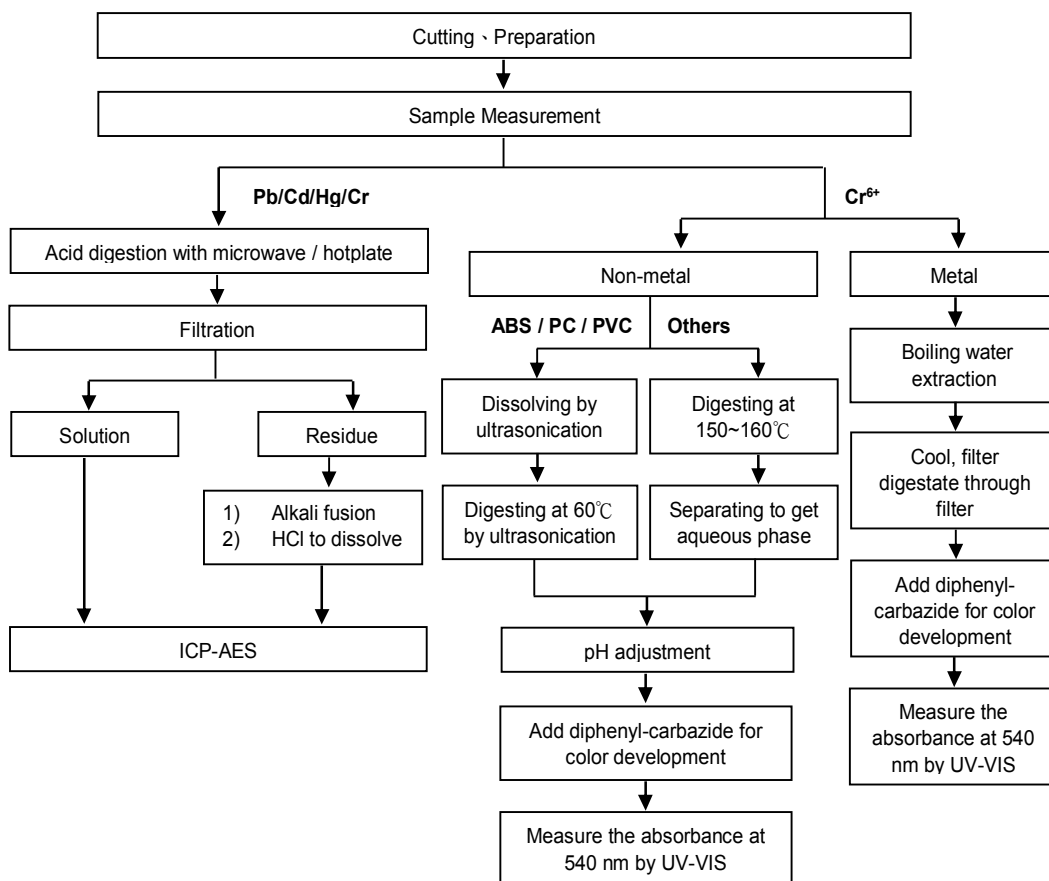 Cutting、Preparation
Sample Measurement
Pb/Cd/Hg/Cr
Acid digestion with microwave / hotplate
Filtration
Solution
Residue
1) Alkali fusion
2) HCl to dissolve
ICP-AES
Cr⁶⁺
Non-metal
ABS / PC / PVC
Dissolving by
ultrasonication
Digesting at 60℃
by ultrasonication
Others
Digesting at
150~160℃
Separating to get
aqueous phase
pH adjustment
Add diphenyl-carbazide for
color development
Measure the absorbance at
540 nm by UV-VIS
Metal
Boiling water
extraction
Cool, filter
digestate through
filter
Add diphenyl-
carbazide for color
development
Measure the
absorbance at 540
nm by UV-VIS